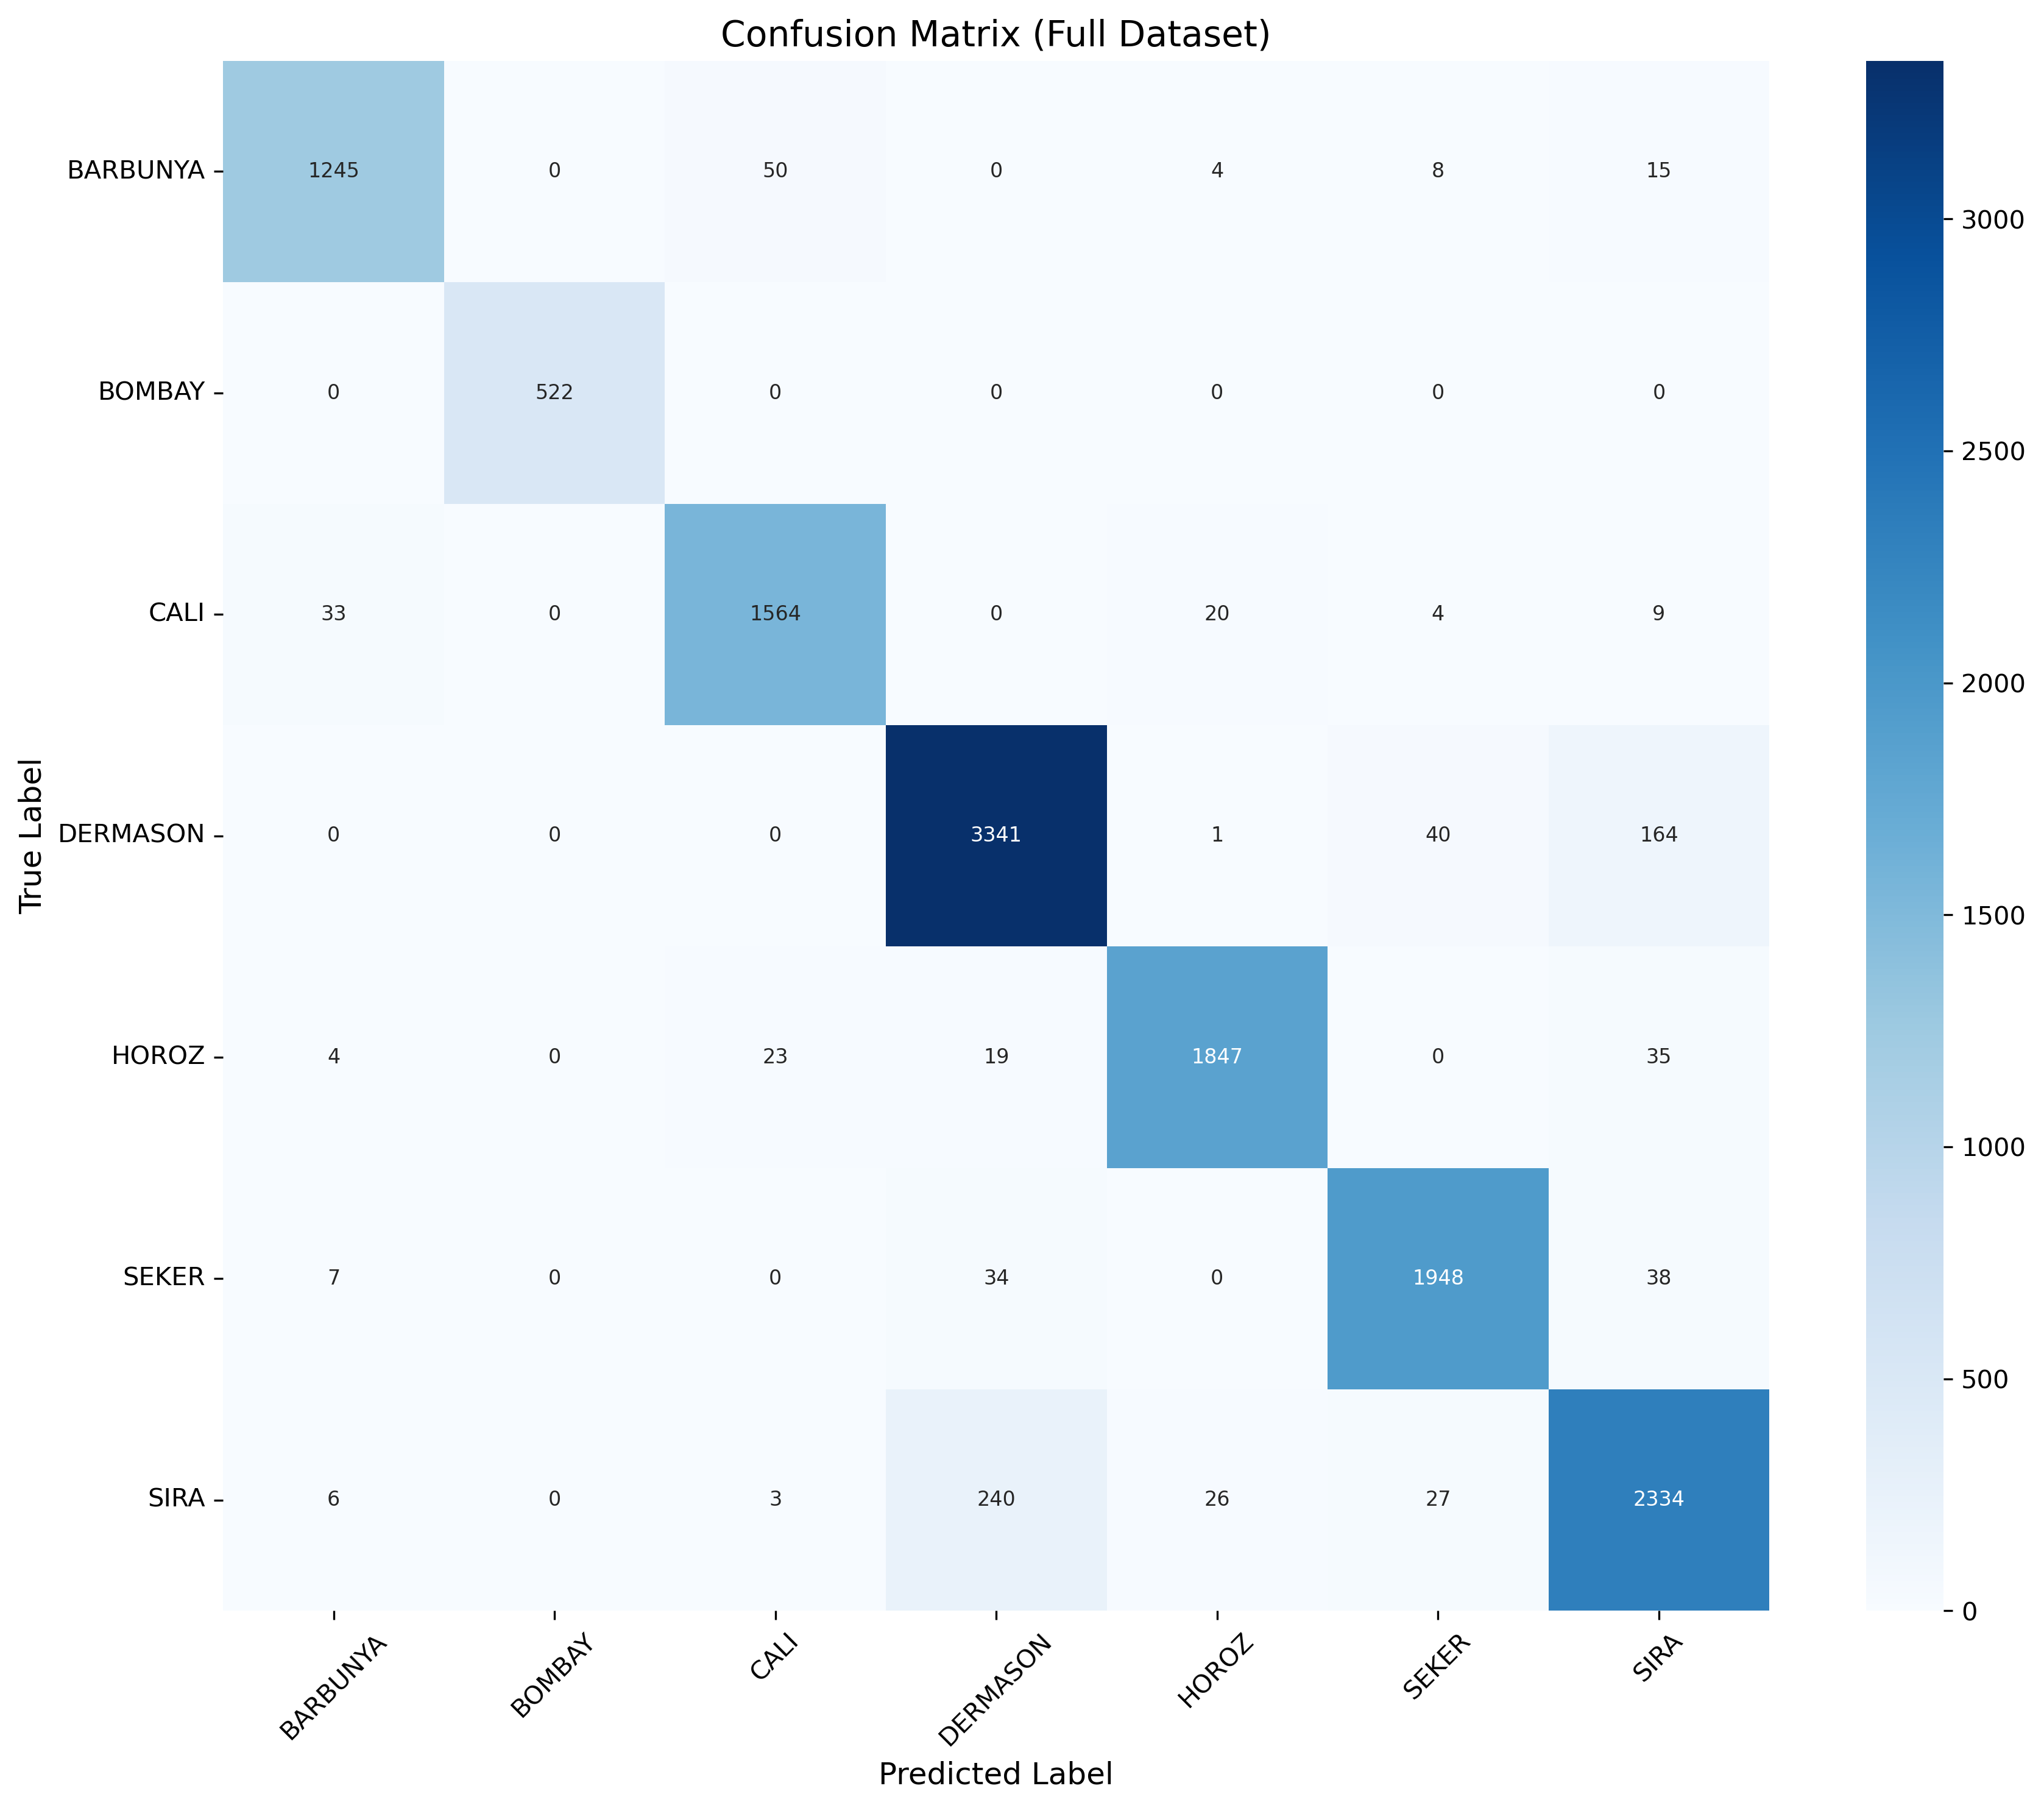 Confusion Matrix (Full Dataset)
BARBUNYA 1245 0 50 0 4 8 15
BOMBAY 0 522 0 0 0 0 0
CALI 33 0 1564 0 20 4 9
DERMASON 0 0 0 3341 1 40 164
HOROZ 4 0 23 19 1847 0 35
SEKER 7 0 0 34 0 1948 38
SIRA 6 0 3 240 26 27 2334
BARBUNYA BOMBAY CALI DERMASON HOROZ SEKER SIRA
Predicted Label
True Label
3000
2500
2000
1500
1000
500
0